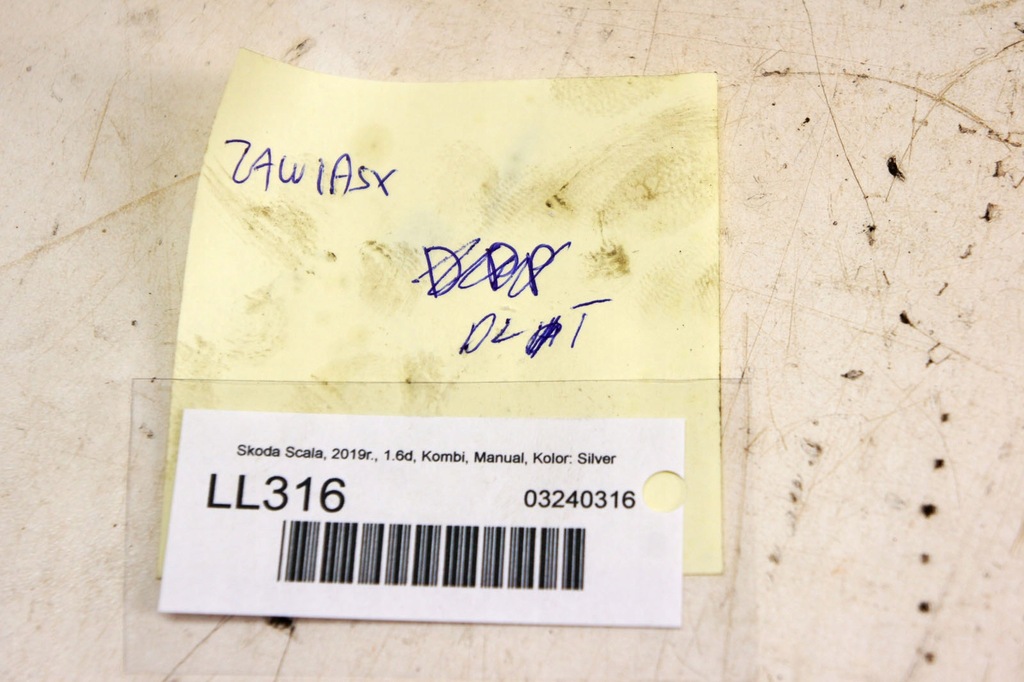 ZAWIASX
DL T
Skoda Scala, 2019r., 1.6d, Kombi, Manual, Kolor: Silver
LL316
03240316